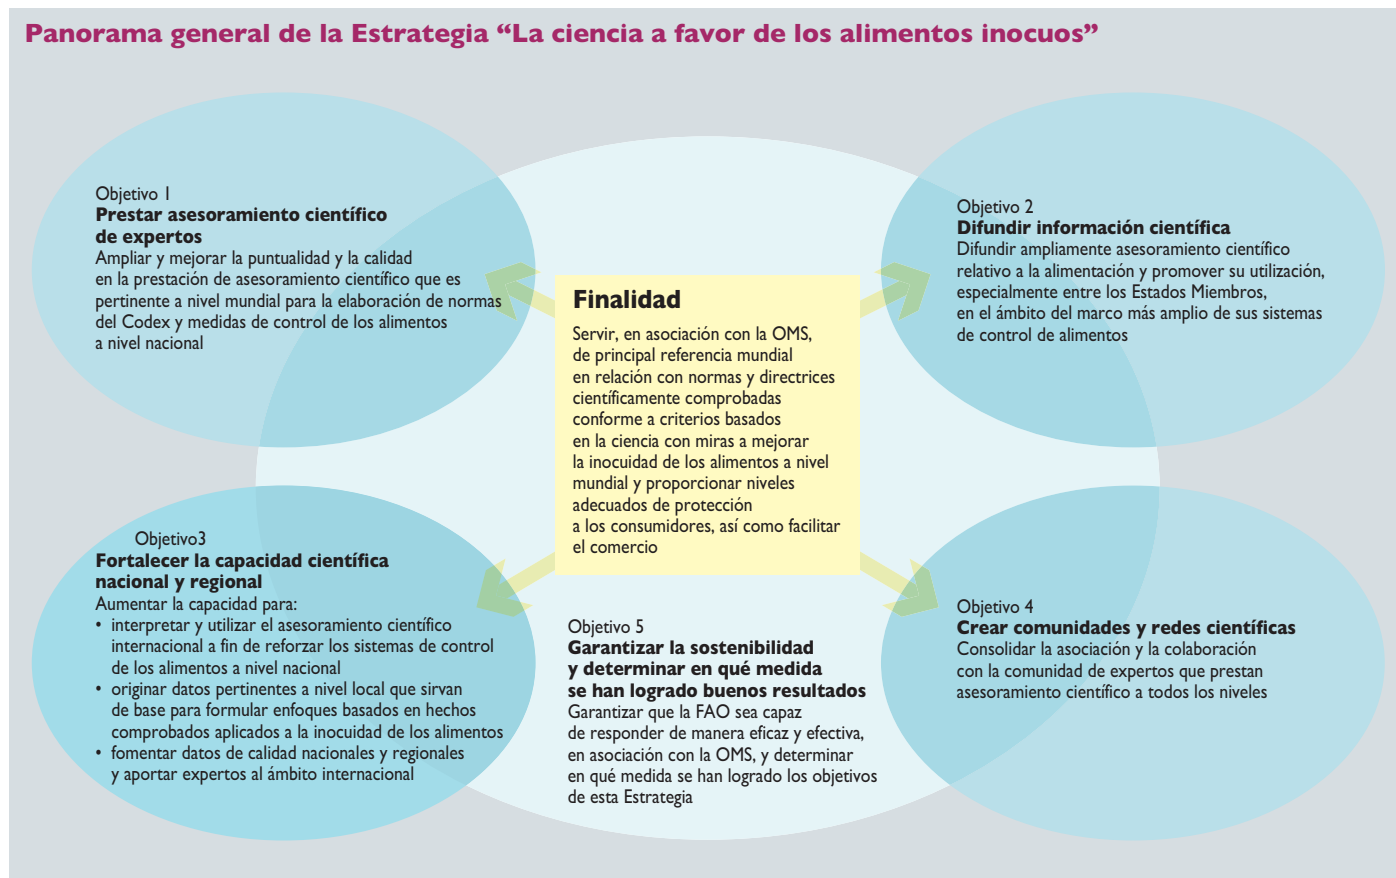 Panorama general de la Estrategia “La ciencia a favor de los alimentos inocuos”
Objetivo 1
Prestar asesoramiento científico
de expertos
Ampliar y mejorar la puntualidad y la calidad
en la prestación de asesoramiento científico que es
pertinente a nivel mundial para la elaboración de normas
del Codex y medidas de control de los alimentos
a nivel nacional
Objetivo 2
Difundir información científica
Difundir ampliamente asesoramiento científico
relativo a la alimentación y promover su utilización,
especialmente entre los Estados Miembros,
en el ámbito del marco más amplio de sus sistemas
de control de alimentos
Finalidad
Servir, en asociación con la OMS,
de principal referencia mundial
en relación con normas y directrices
científicamente comprobadas
conforme a criterios basados
en la ciencia con miras a mejorar
la inocuidad de los alimentos a nivel
mundial y proporcionar niveles
adecuados de protección
a los consumidores, así como facilitar
el comercio
Objetivo3
Fortalecer la capacidad científica
nacional y regional
Aumentar la capacidad para:
• interpretar y utilizar el asesoramiento científico
internacional a fin de reforzar los sistemas de control
de los alimentos a nivel nacional
• originar datos pertinentes a nivel local que sirvan
de base para formular enfoques basados en hechos
comprobados aplicados a la inocuidad de los alimentos
• fomentar datos de calidad nacionales y regionales
y aportar expertos al ámbito internacional
Objetivo 5
Garantizar la sostenibilidad
y determinar en qué medida
se han logrado buenos resultados
Garantizar que la FAO sea capaz
de responder de manera eficaz y efectiva,
en asociación con la OMS, y determinar
en qué medida se han logrado los objetivos
de esta Estrategia
Objetivo 4
Crear comunidades y redes científicas
Consolidar la asociación y la colaboración
con la comunidad de expertos que prestan
asesoramiento científico a todos los niveles